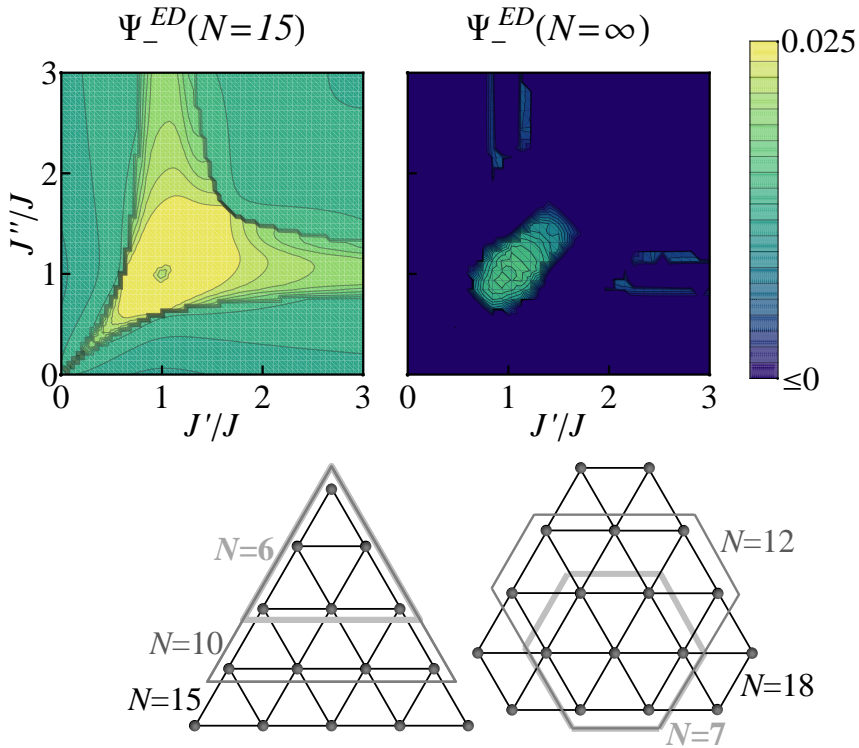 Ψ₋ᴱᴰ(N=15)
Ψ₋ᴱᴰ(N=∞)
3
2
1
0
J''/J
0 1 2 3
J'/J
0 1 2 3
J'/J
0.025
≤0
N=6
N=10
N=15
N=12
N=18
N=7